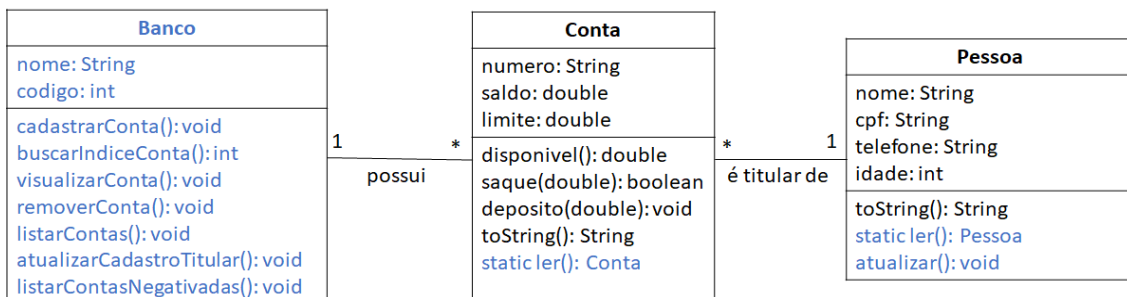 Banco
nome: String
codigo: int
cadastrarConta(): void
buscarIndiceConta(): int
visualizarConta(): void
removerConta(): void
listarContas(): void
atualizarCadastroTitular(): void
listarContasNegativadas(): void
1
*
possui
Conta
numero: String
saldo: double
limite: double
disponivel(): double
saque(double): boolean
deposito(double): void
toString(): String
static ler(): Conta
*
1
é titular de
Pessoa
nome: String
cpf: String
telefone: String
idade: int
toString(): String
static ler(): Pessoa
atualizar(): void